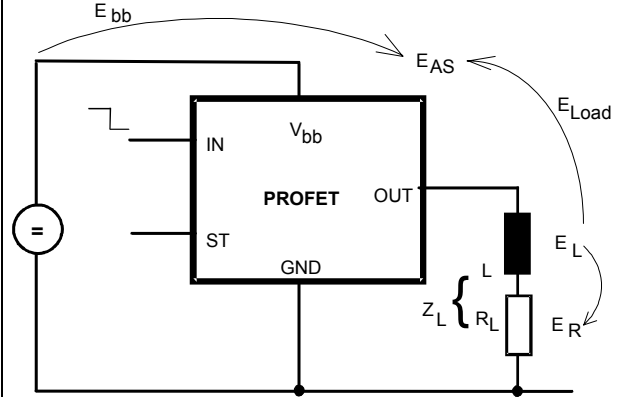 E bb
E AS
E Load
V bb
IN
PROFET
OUT
=
ST
E L
GND
L
Z L { R L
E R